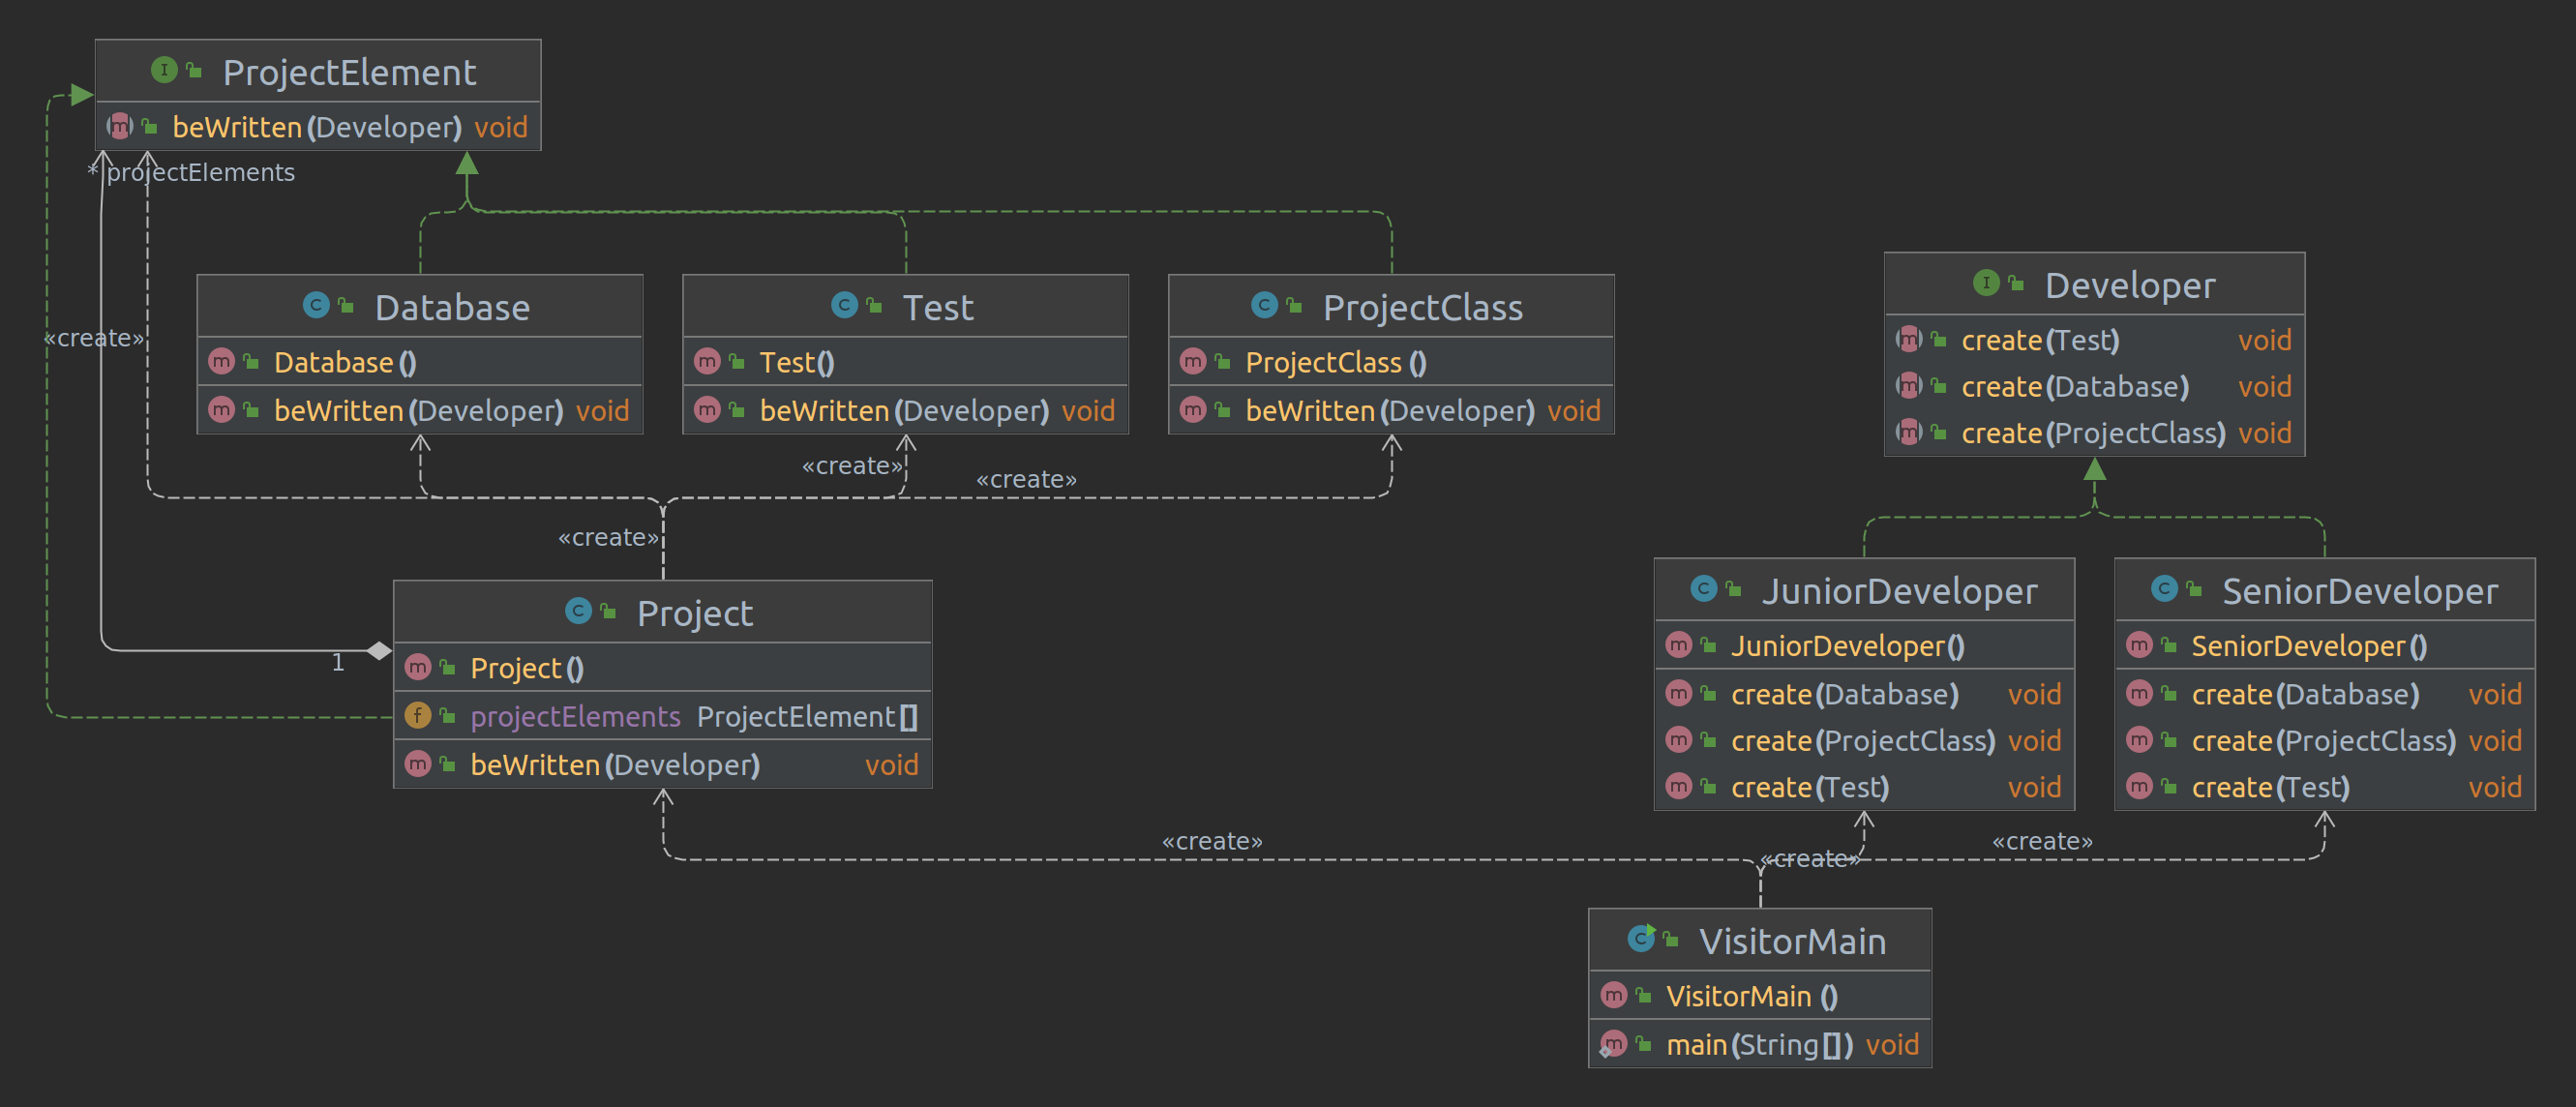 ProjectElement
beWritten(Developer) void
* projectElements
«create»
Database
Database()
beWritten(Developer) void
Test
Test()
beWritten(Developer) void
ProjectClass
ProjectClass()
beWritten(Developer) void
Developer
create(Test) void
create(Database) void
create(ProjectClass) void
«create»
«create»
«create»
Project
Project()
projectElements ProjectElement[]
beWritten(Developer) void
1
JuniorDeveloper
JuniorDeveloper()
create(Database) void
create(ProjectClass) void
create(Test) void
SeniorDeveloper
SeniorDeveloper()
create(Database) void
create(ProjectClass) void
create(Test) void
«create»
«create»
«create»
VisitorMain
VisitorMain()
main(String[]) void